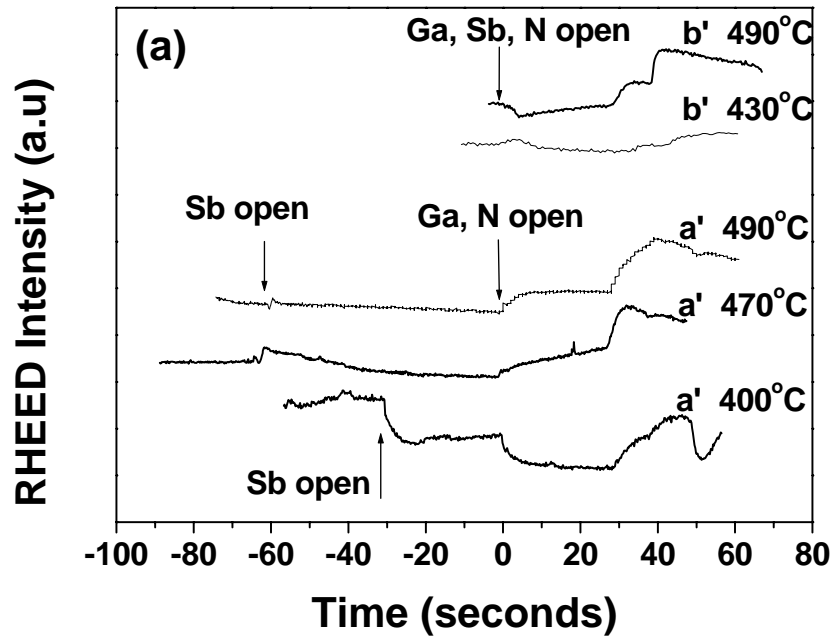 (a)
Ga, Sb, N open
b' 490°C
b' 430°C
Sb open
Ga, N open
a' 490°C
a' 470°C
a' 400°C
Sb open
RHEED Intensity (a.u)
-100 -80 -60 -40 -20 0 20 40 60 80
Time (seconds)